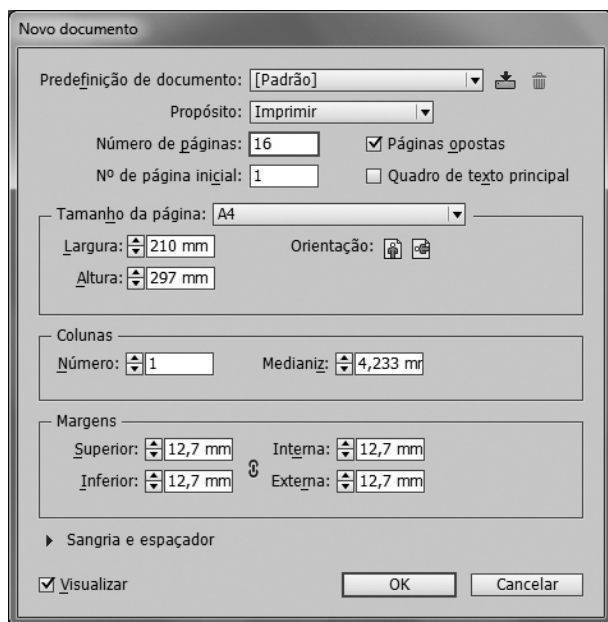 Novo documento
Predefinição de documento: [Padrão]
Propósito: Imprimir
Número de páginas: 16 Páginas opostas
Nº de página inicial: 1 Quadro de texto principal
Tamanho da página: A4
Largura: 210 mm Orientação:
Altura: 297 mm
Colunas
Número: 1 Medianiz: 4,233 mr
Margens
Superior: 12,7 mm Interna: 12,7 mm
Inferior: 12,7 mm Externa: 12,7 mm
Sangria e espaçador
Visualizar OK Cancelar